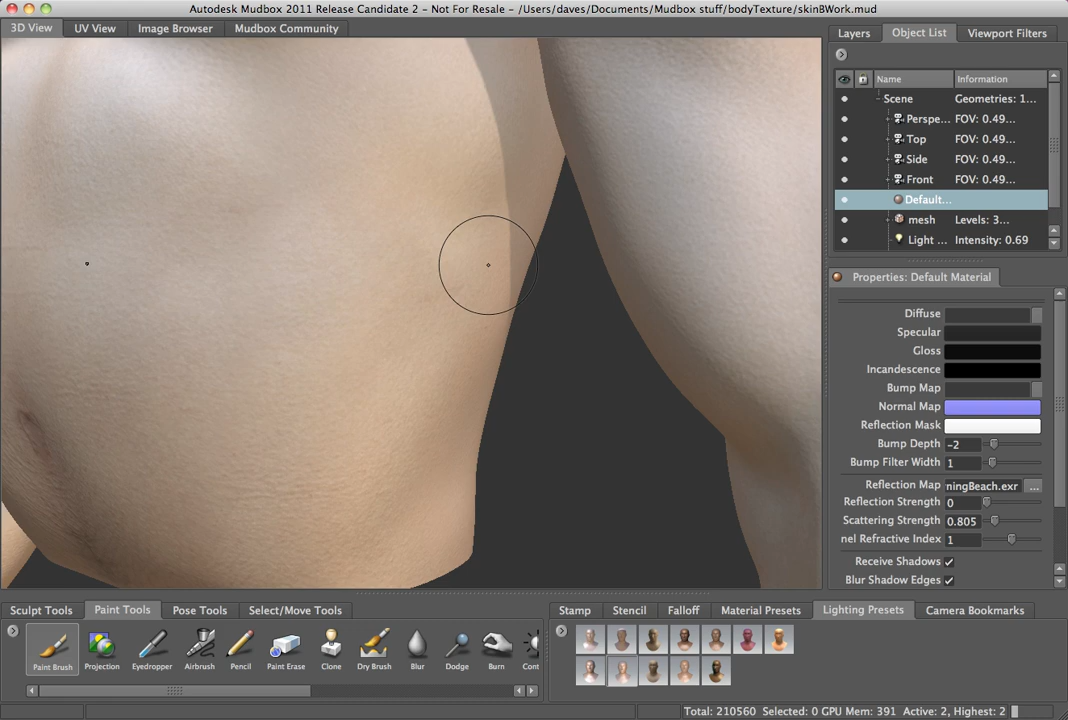 Autodesk Mudbox 2011 Release Candidate 2 - Not For Resale - /Users/daves/Documents/Mudbox stuff/bodyTexture/skinBWork.mud
3D View UV View Image Browser Mudbox Community
Layers Object List Viewport Filters
Name Information
Scene Geometries: 1...
Perspe... FOV: 0.49...
Top FOV: 0.49...
Side FOV: 0.49...
Front FOV: 0.49...
Default...
mesh Levels: 3...
Light ... Intensity: 0.69
Properties: Default Material
Diffuse
Specular
Gloss
Incandescence
Bump Map
Normal Map
Reflection Mask
Bump Depth -2
Bump Filter Width 1
Reflection Map ningBeach.exr ...
Reflection Strength 0
Scattering Strength 0.805
nel Refractive Index 1
Receive Shadows
Blur Shadow Edges
Sculpt Tools Paint Tools Pose Tools Select/Move Tools
Paint Brush Projection Eyedropper Airbrush Pencil Paint Erase Clone Dry Brush Blur Dodge Burn Cont
Stamp Stencil Falloff Material Presets Lighting Presets Camera Bookmarks
Total: 210560 Selected: 0 GPU Mem: 391 Active: 2, Highest: 2